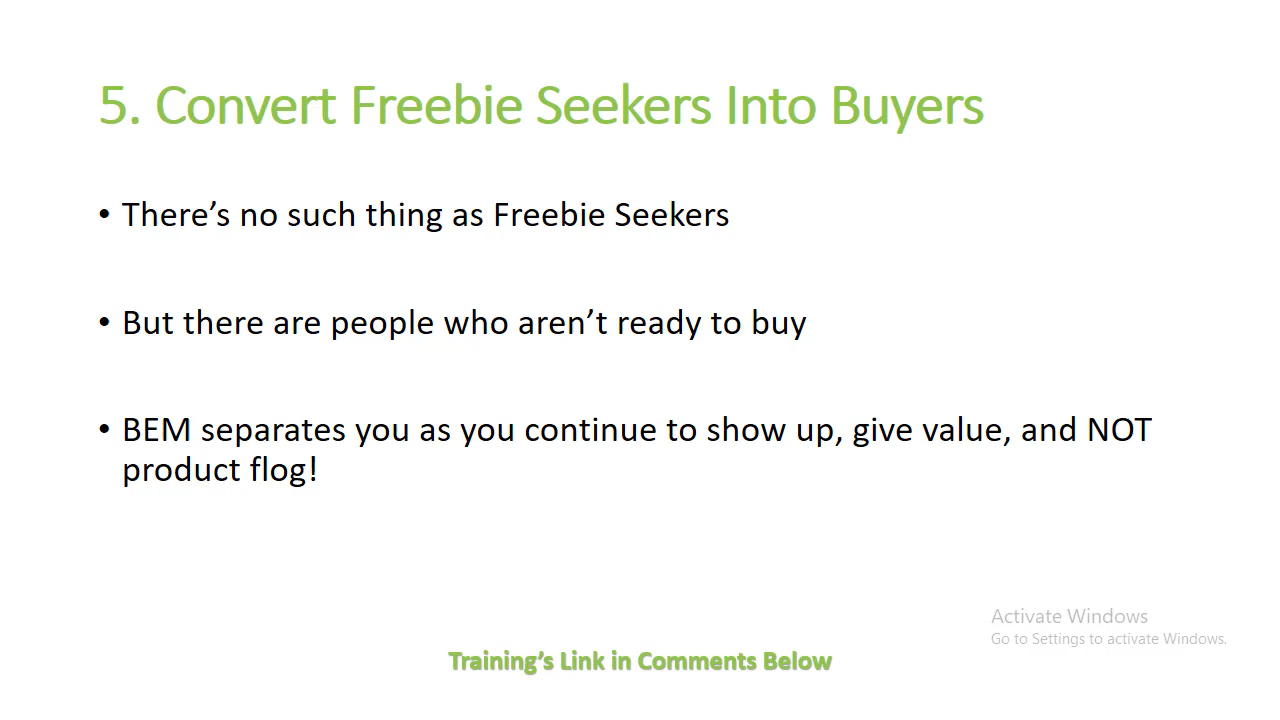 5. Convert Freebie Seekers Into Buyers
• There’s no such thing as Freebie Seekers
• But there are people who aren’t ready to buy
• BEM separates you as you continue to show up, give value, and NOT
product flog!
Activate Windows
Go to Settings to activate Windows.
Training’s Link in Comments Below